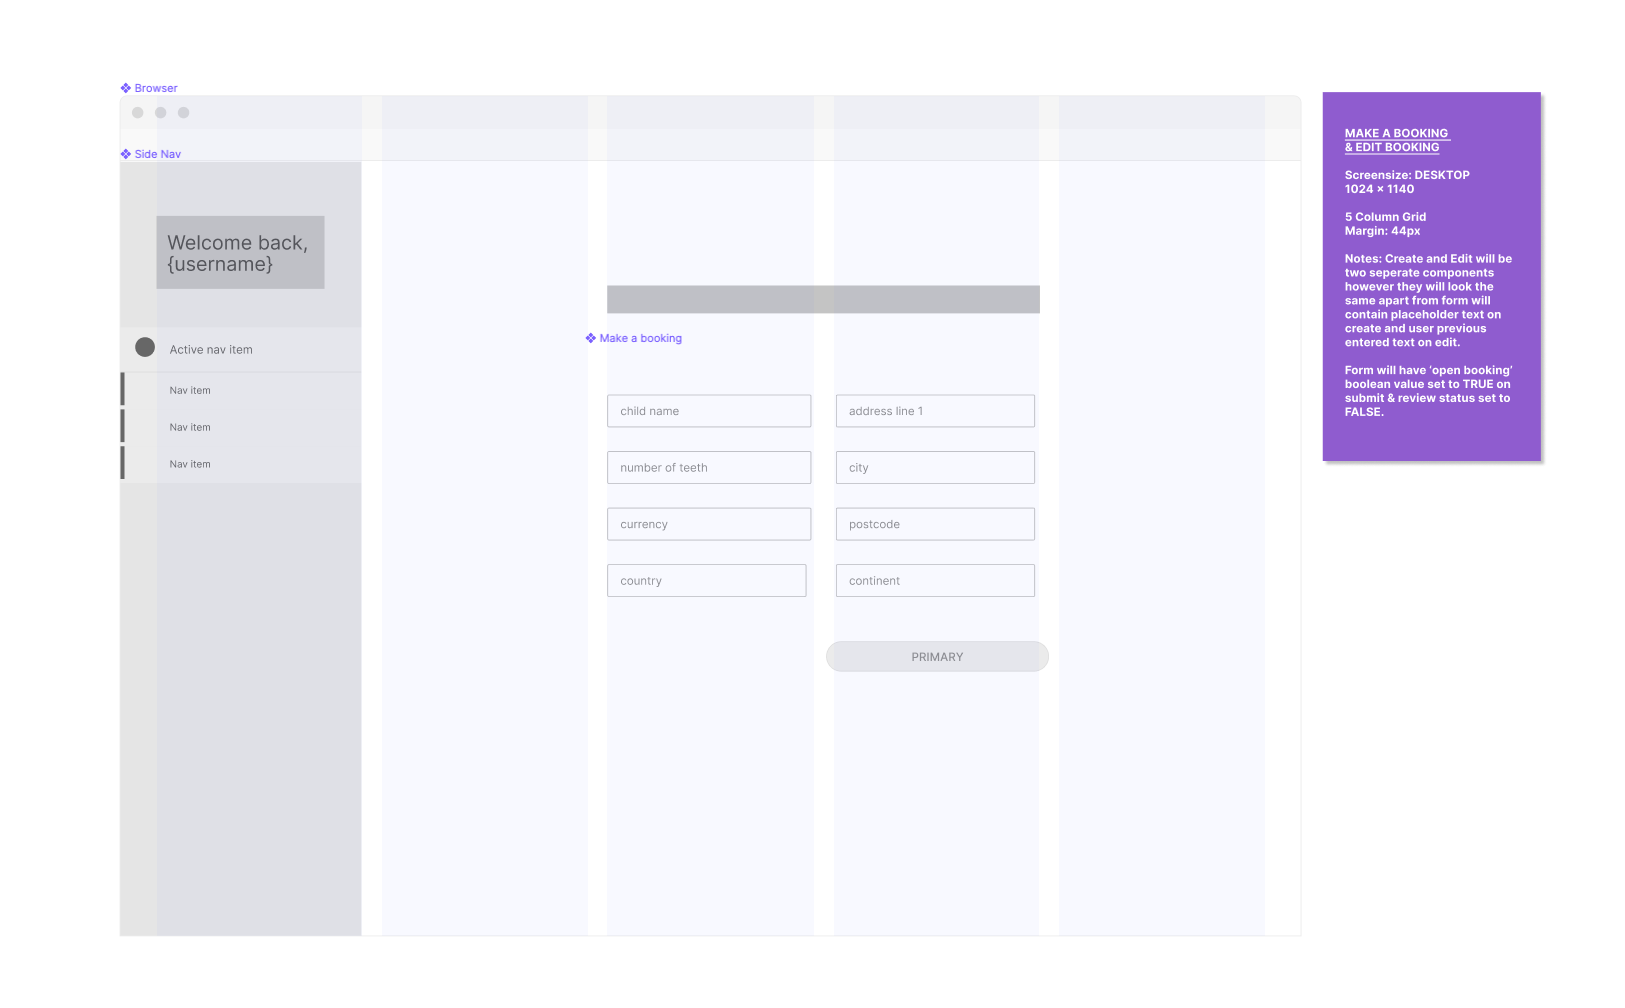 Browser
Side Nav
Welcome back,
{username}
Active nav item
Nav item
Nav item
Nav item
Make a booking
child name
address line 1
number of teeth
city
currency
postcode
country
continent
PRIMARY
MAKE A BOOKING
& EDIT BOOKING
Screensize: DESKTOP
1024 × 1140
5 Column Grid
Margin: 44px
Notes: Create and Edit will be
two seperate components
however they will look the
same apart from form will
contain placeholder text on
create and user previous
entered text on edit.
Form will have ‘open booking’
boolean value set to TRUE on
submit & review status set to
FALSE.